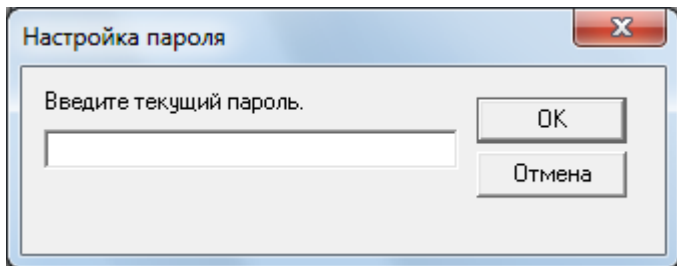 Настройка пароля
Введите текущий пароль.
OK
Отмена